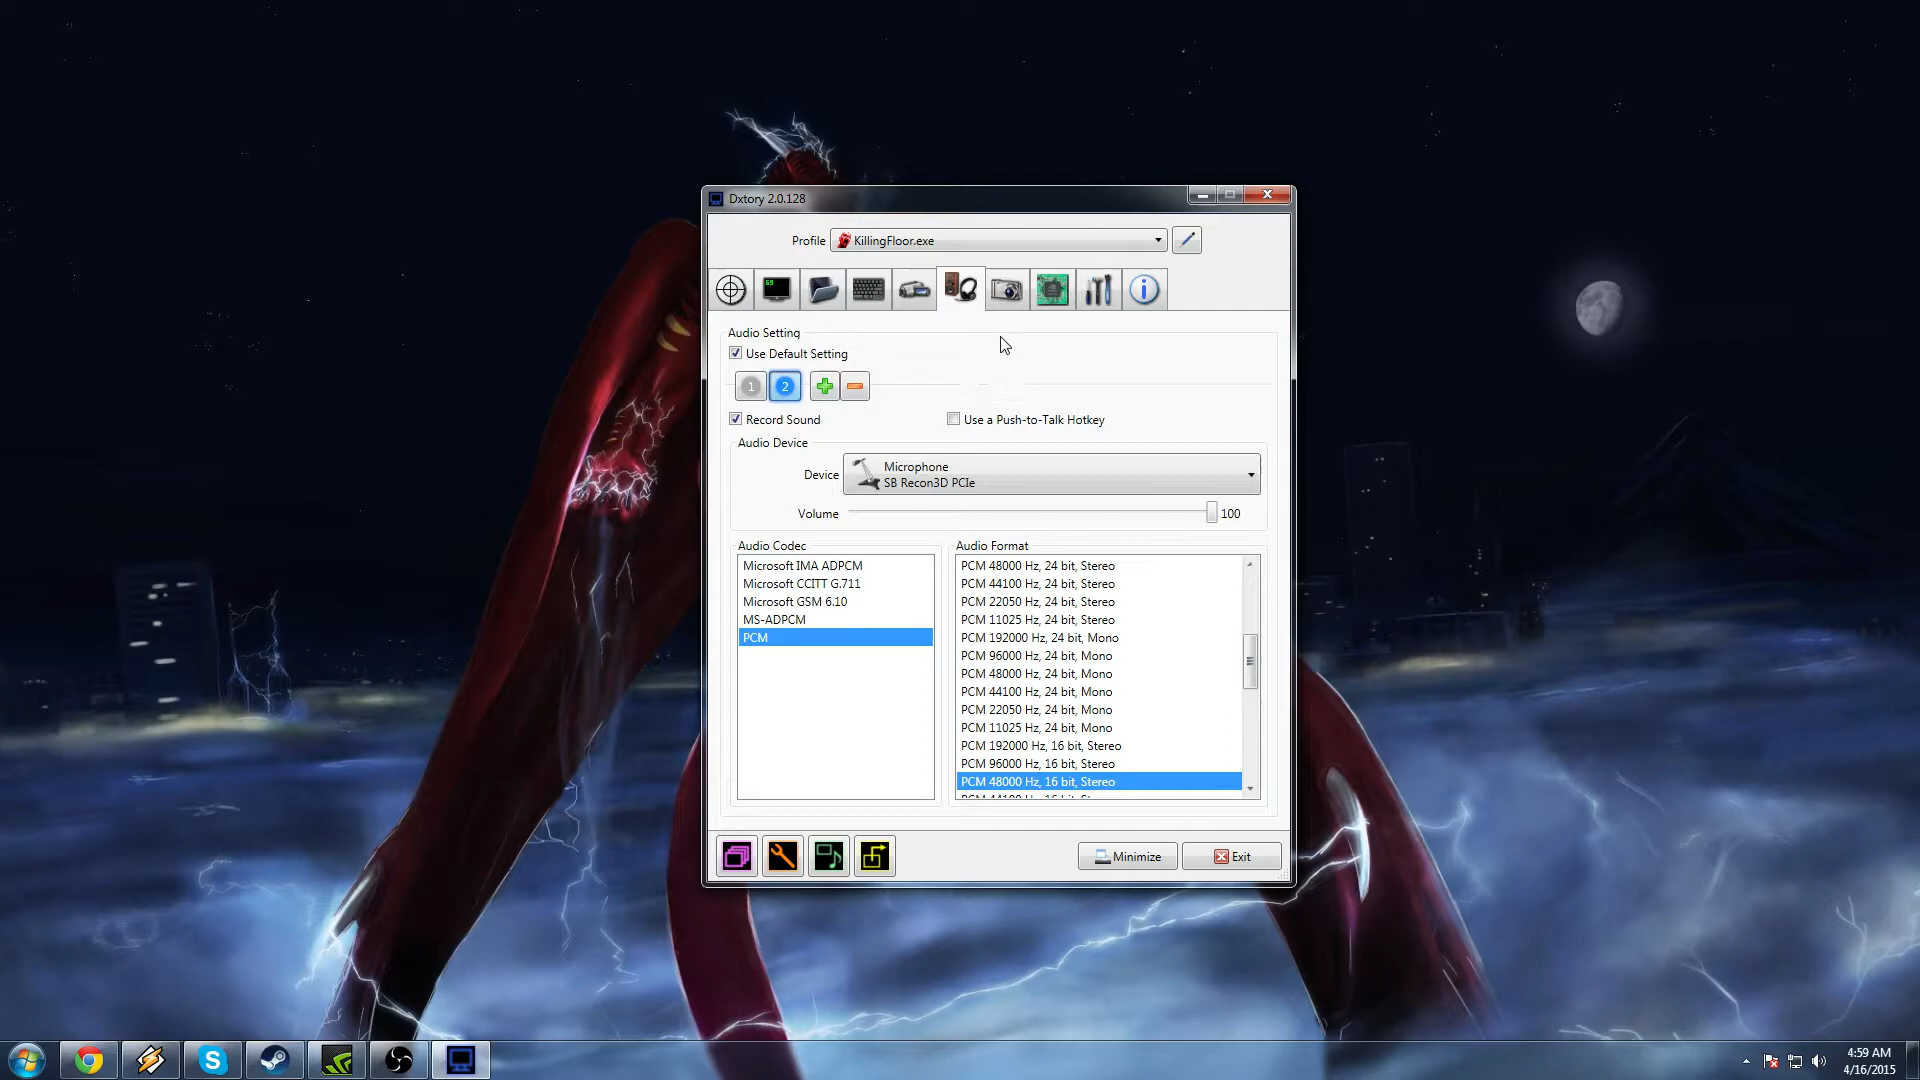 Dxtory 2.0.128
Profile
KillingFloor.exe
69
Audio Setting
Use Default Setting
1
2
Record Sound
Use a Push-to-Talk Hotkey
Audio Device
Device
Microphone
SB Recon3D PCIe
Volume
100
Audio Codec
Microsoft IMA ADPCM
Microsoft CCITT G.711
Microsoft GSM 6.10
MS-ADPCM
PCM
Audio Format
PCM 48000 Hz, 24 bit, Stereo
PCM 44100 Hz, 24 bit, Stereo
PCM 22050 Hz, 24 bit, Stereo
PCM 11025 Hz, 24 bit, Stereo
PCM 192000 Hz, 24 bit, Mono
PCM 96000 Hz, 24 bit, Mono
PCM 48000 Hz, 24 bit, Mono
PCM 44100 Hz, 24 bit, Mono
PCM 22050 Hz, 24 bit, Mono
PCM 11025 Hz, 24 bit, Mono
PCM 192000 Hz, 16 bit, Stereo
PCM 96000 Hz, 16 bit, Stereo
PCM 48000 Hz, 16 bit, Stereo
PCM 44100 Hz, 16 bit, Stereo
Minimize
Exit
4:59 AM
4/16/2015